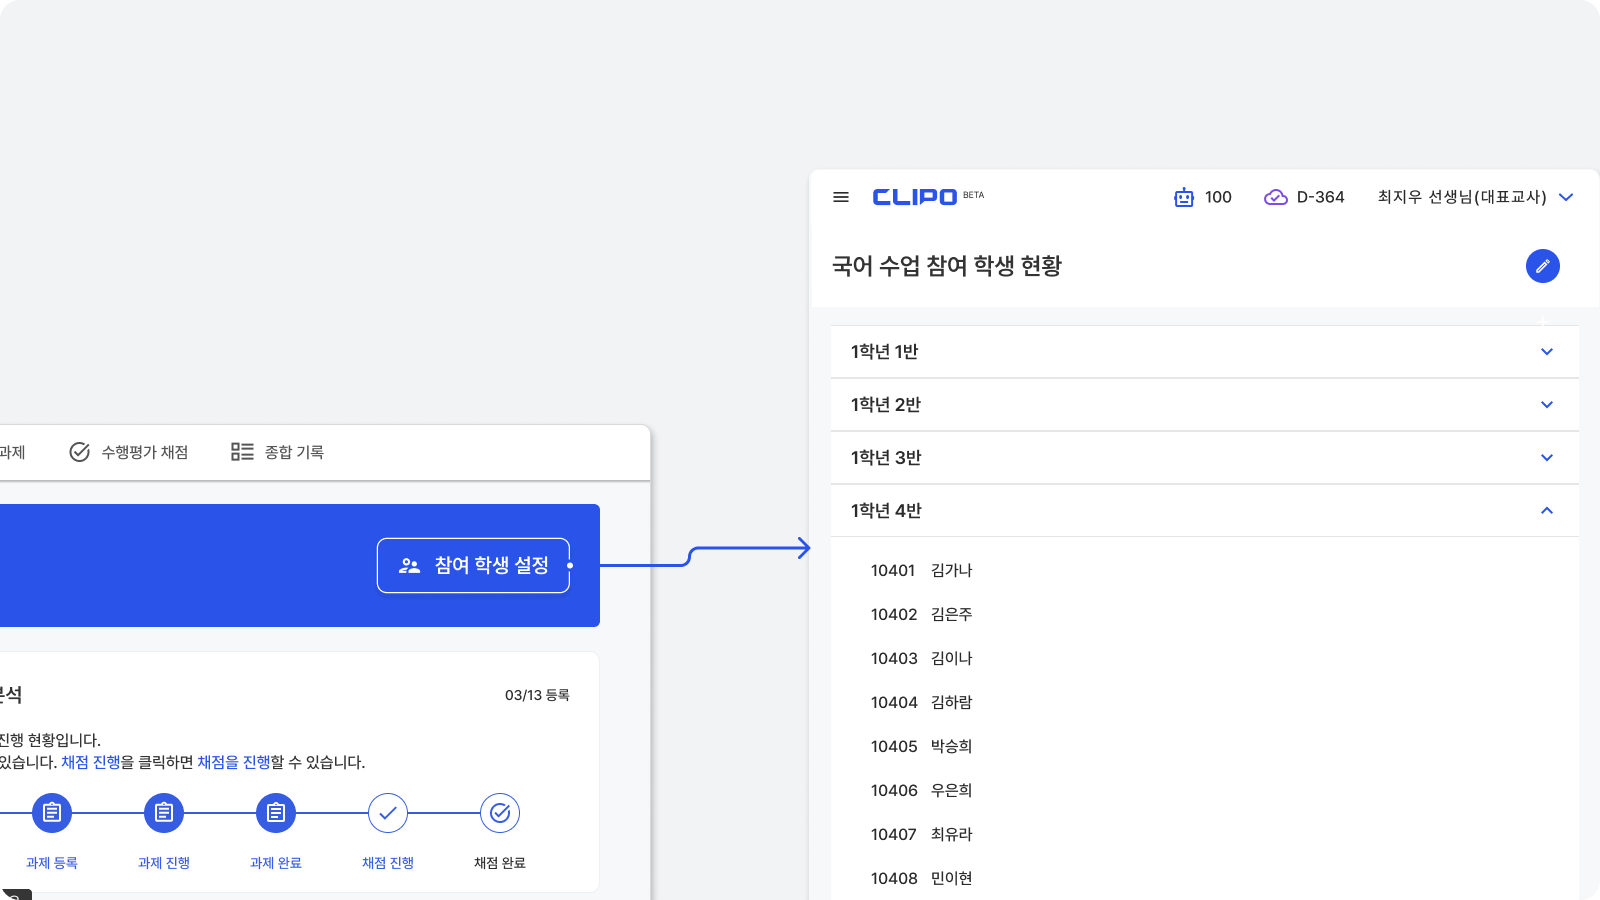 CLIPO BETA
100
D-364
최지우 선생님(대표교사)
국어 수업 참여 학생 현황
1학년 1반
1학년 2반
1학년 3반
1학년 4반
10401 김가나
10402 김은주
10403 김이나
10404 김하람
10405 박승희
10406 우은희
10407 최유라
10408 민이현
과제
수행평가 채점
종합 기록
참여 학생 설정
03/13 등록
진행 현황입니다.
있습니다. 채점 진행을 클릭하면 채점을 진행할 수 있습니다.
과제 등록
과제 진행
과제 완료
채점 진행
채점 완료